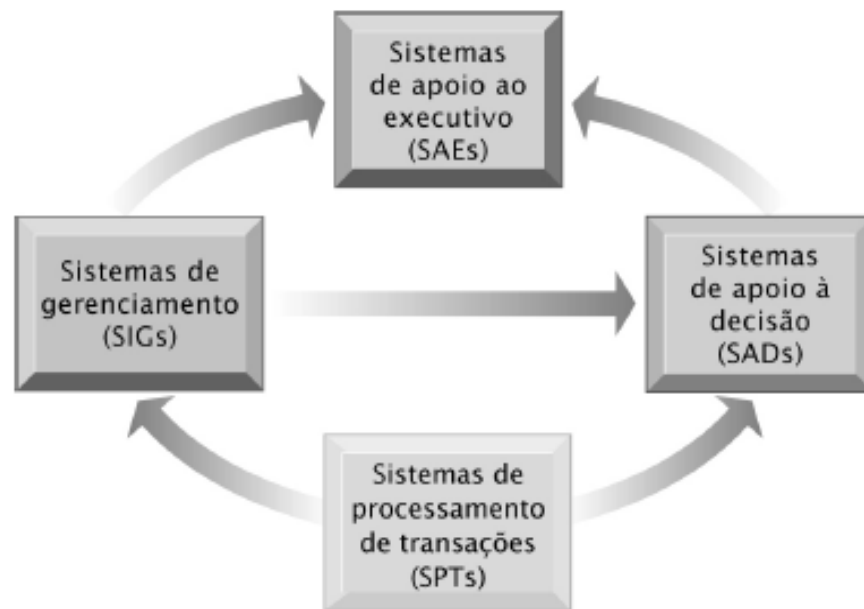 Sistemas
de apoio ao
executivo
(SAEs)
Sistemas de
gerenciamento
(SIGs)
Sistemas
de apoio à
decisão
(SADs)
Sistemas de
processamento
de transações
(SPTs)